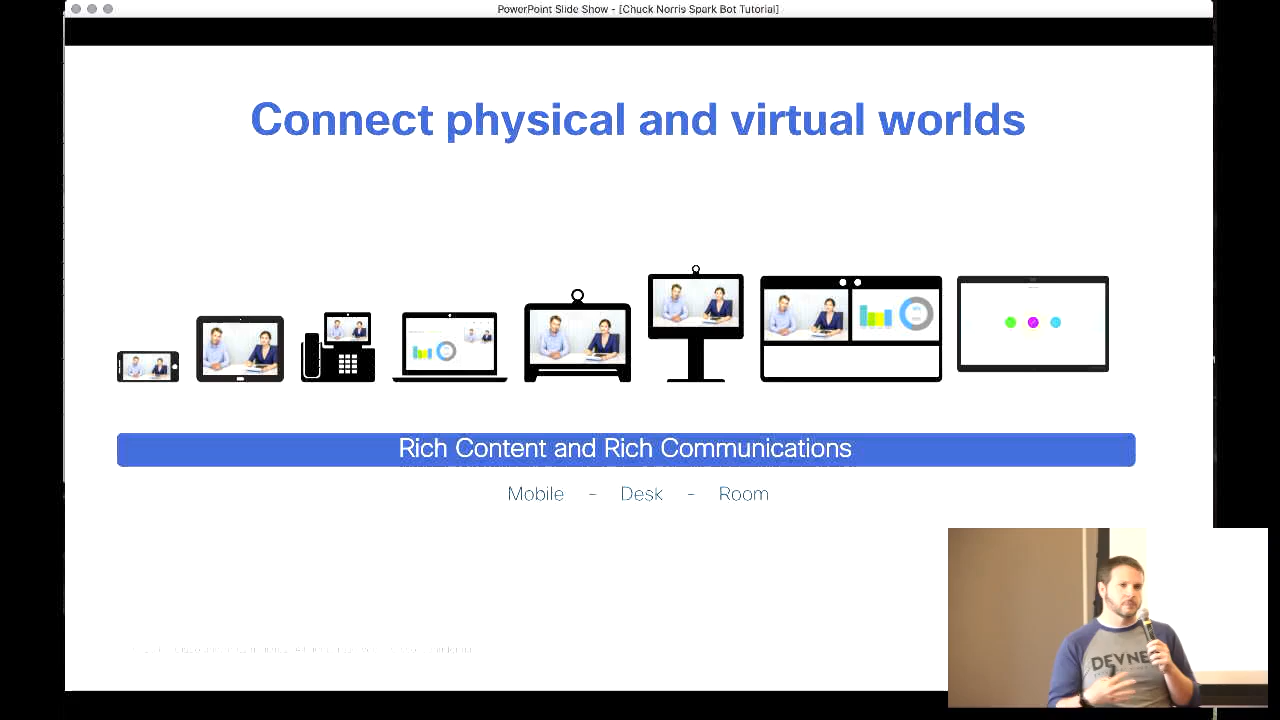 PowerPoint Slide Show - [Chuck Norris Spark Bot Tutorial]
Connect physical and virtual worlds
Rich Content and Rich Communications
Mobile - Desk - Room
DEVNE